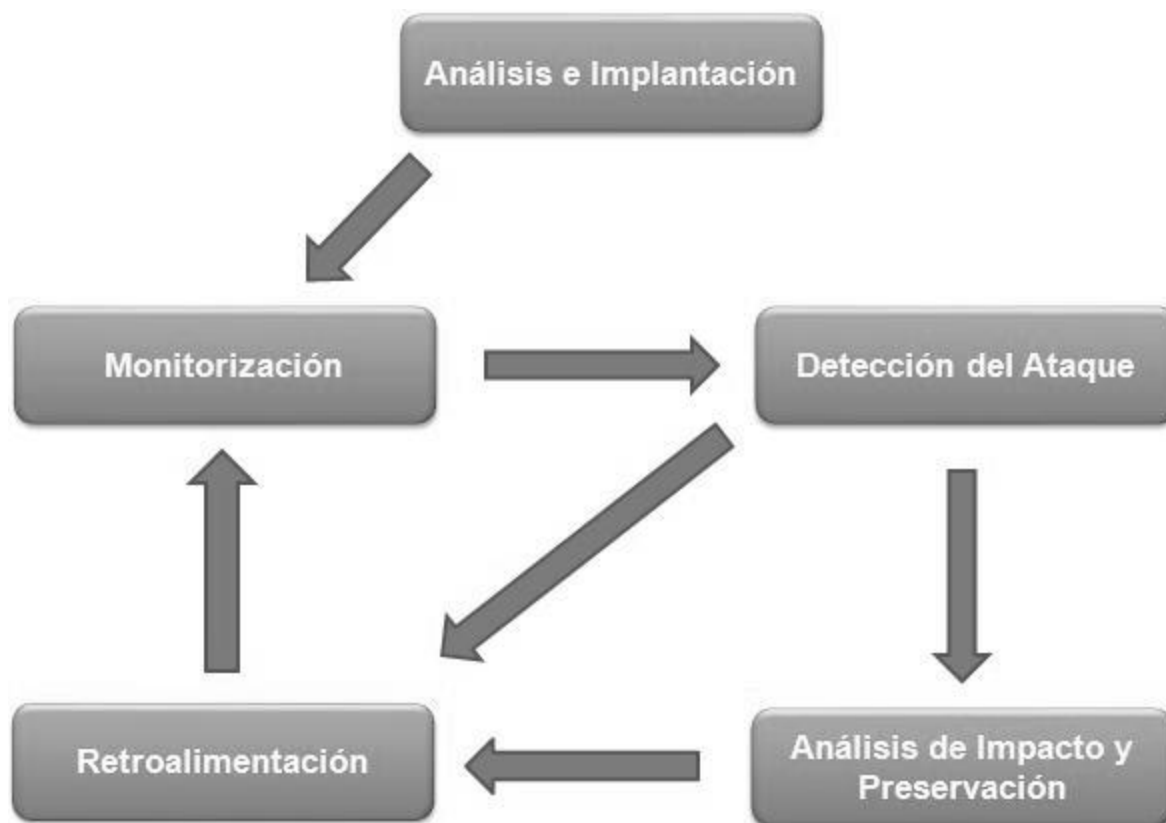 Análisis e Implantación
Monitorización
Detección del Ataque
Retroalimentación
Análisis de Impacto y
Preservación